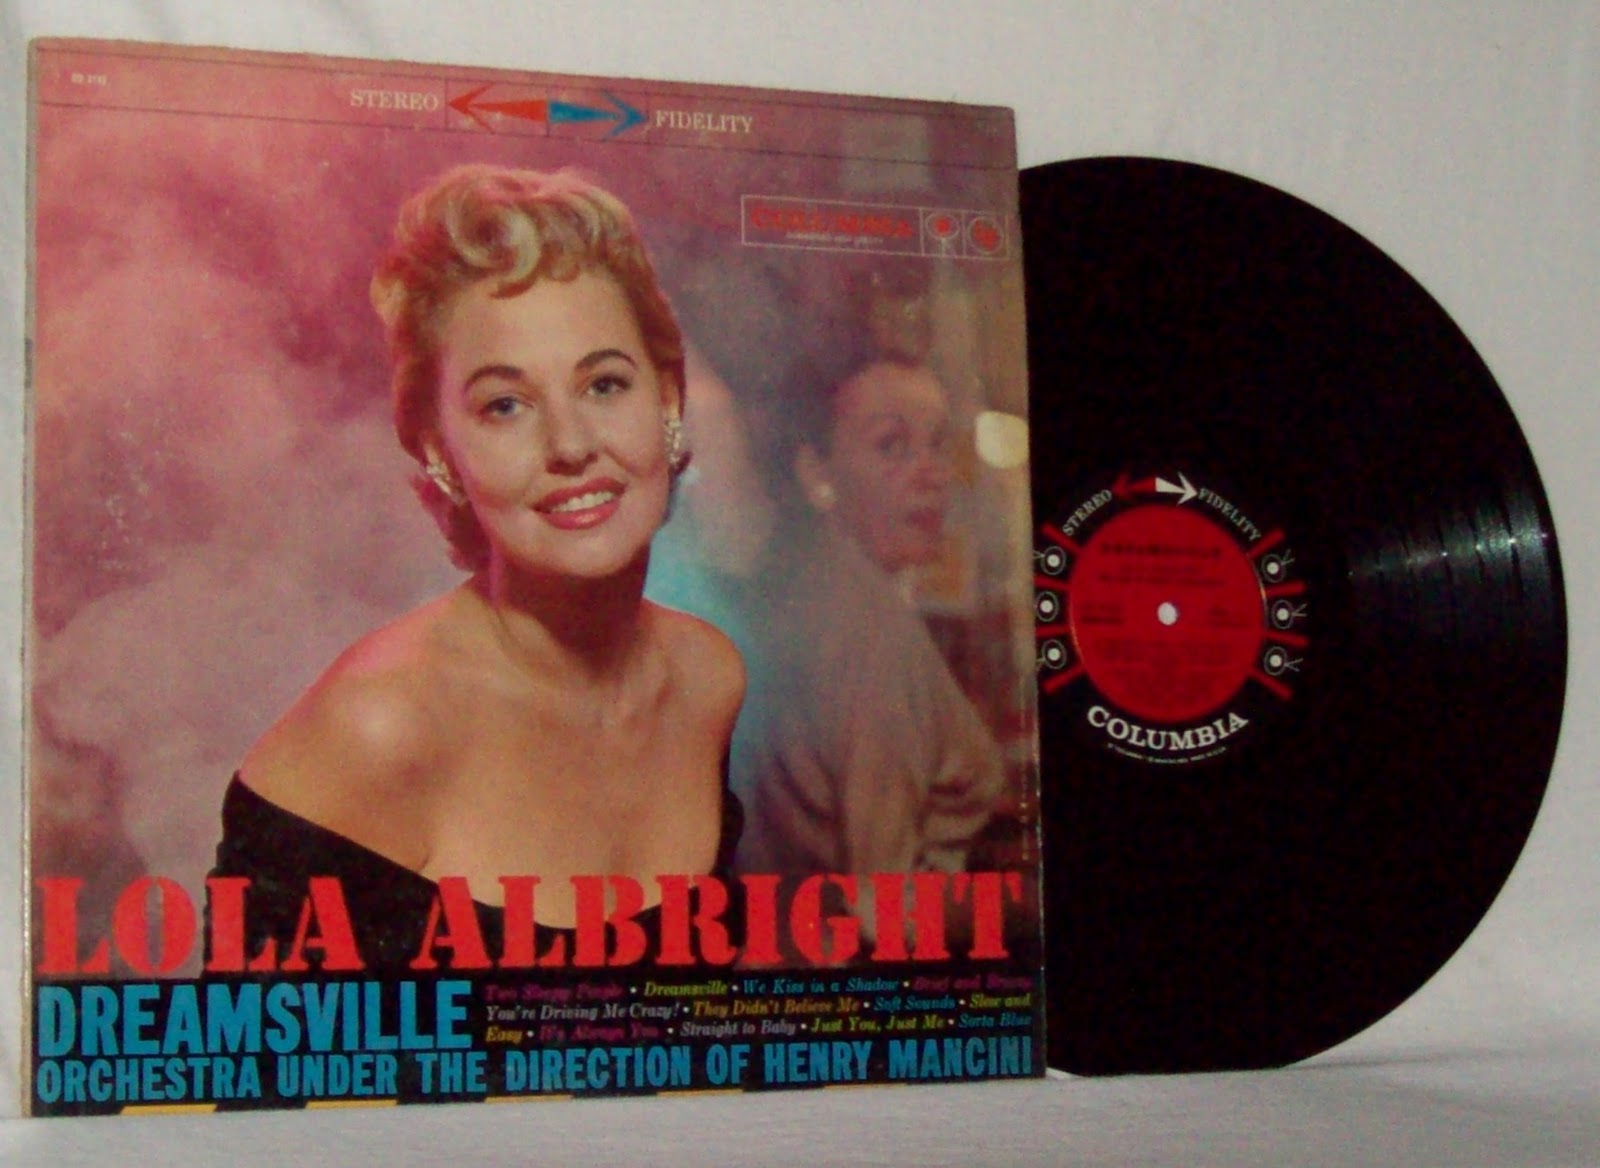 STEREO FIDELITY
COLUMBIA
LOLA ALBRIGHT
DREAMSVILLE
Two Sleepy People • Dreamsville • We Kiss in a Shadow • Brief and Breezy
You're Driving Me Crazy! • They Didn't Believe Me • Soft Sounds • Slow and
Easy • It's Always You • Straight to Baby • Just You, Just Me • Sorta Blue
ORCHESTRA UNDER THE DIRECTION OF HENRY MANCINI
STEREO FIDELITY
DREAMSVILLE
COLUMBIA